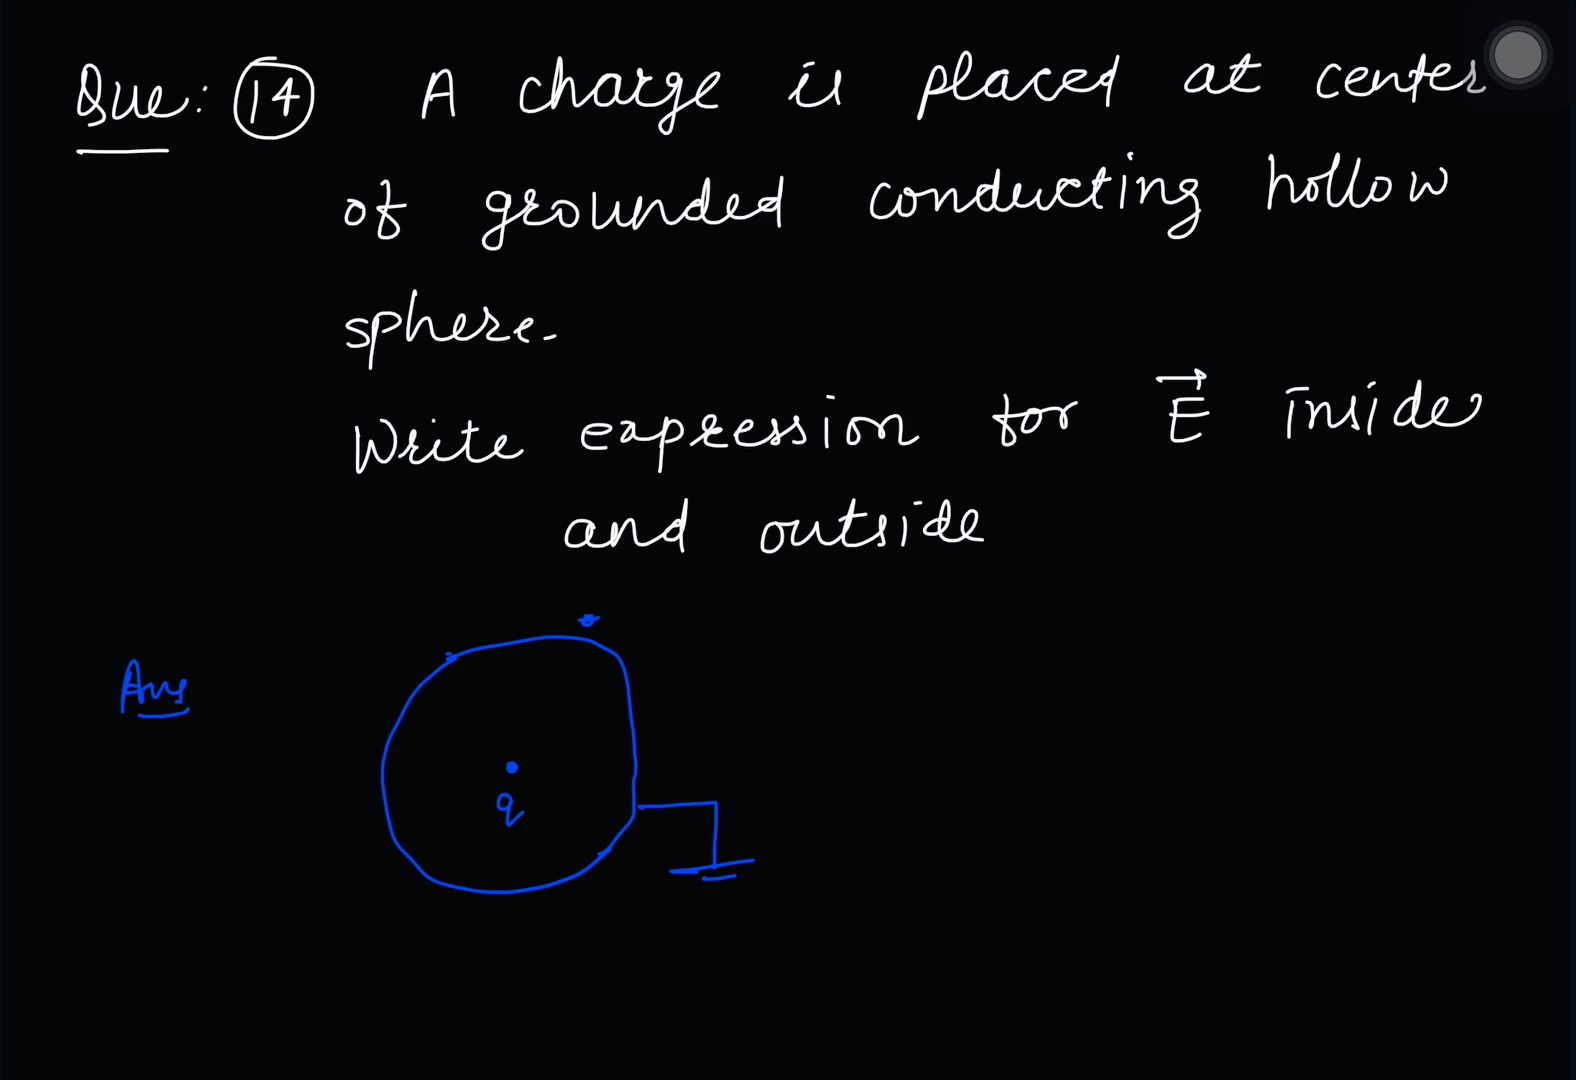 Que: 14 A charge is placed at center
of grounded conducting hollow
sphere.
Write expression for E inside
and outside
Ans
q